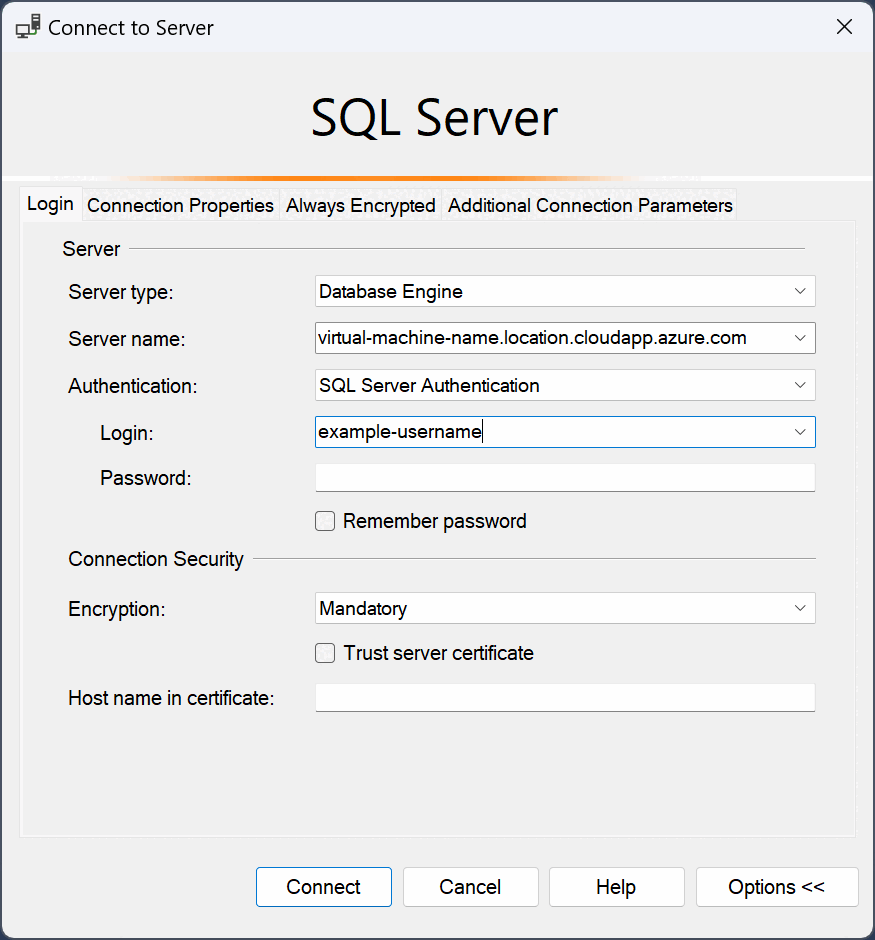 Connect to Server
SQL Server
Login Connection Properties Always Encrypted Additional Connection Parameters
Server
Server type: Database Engine
Server name: virtual-machine-name.location.cloudapp.azure.com
Authentication: SQL Server Authentication
Login: example-username
Password:
Remember password
Connection Security
Encryption: Mandatory
Trust server certificate
Host name in certificate:
Connect Cancel Help Options <<